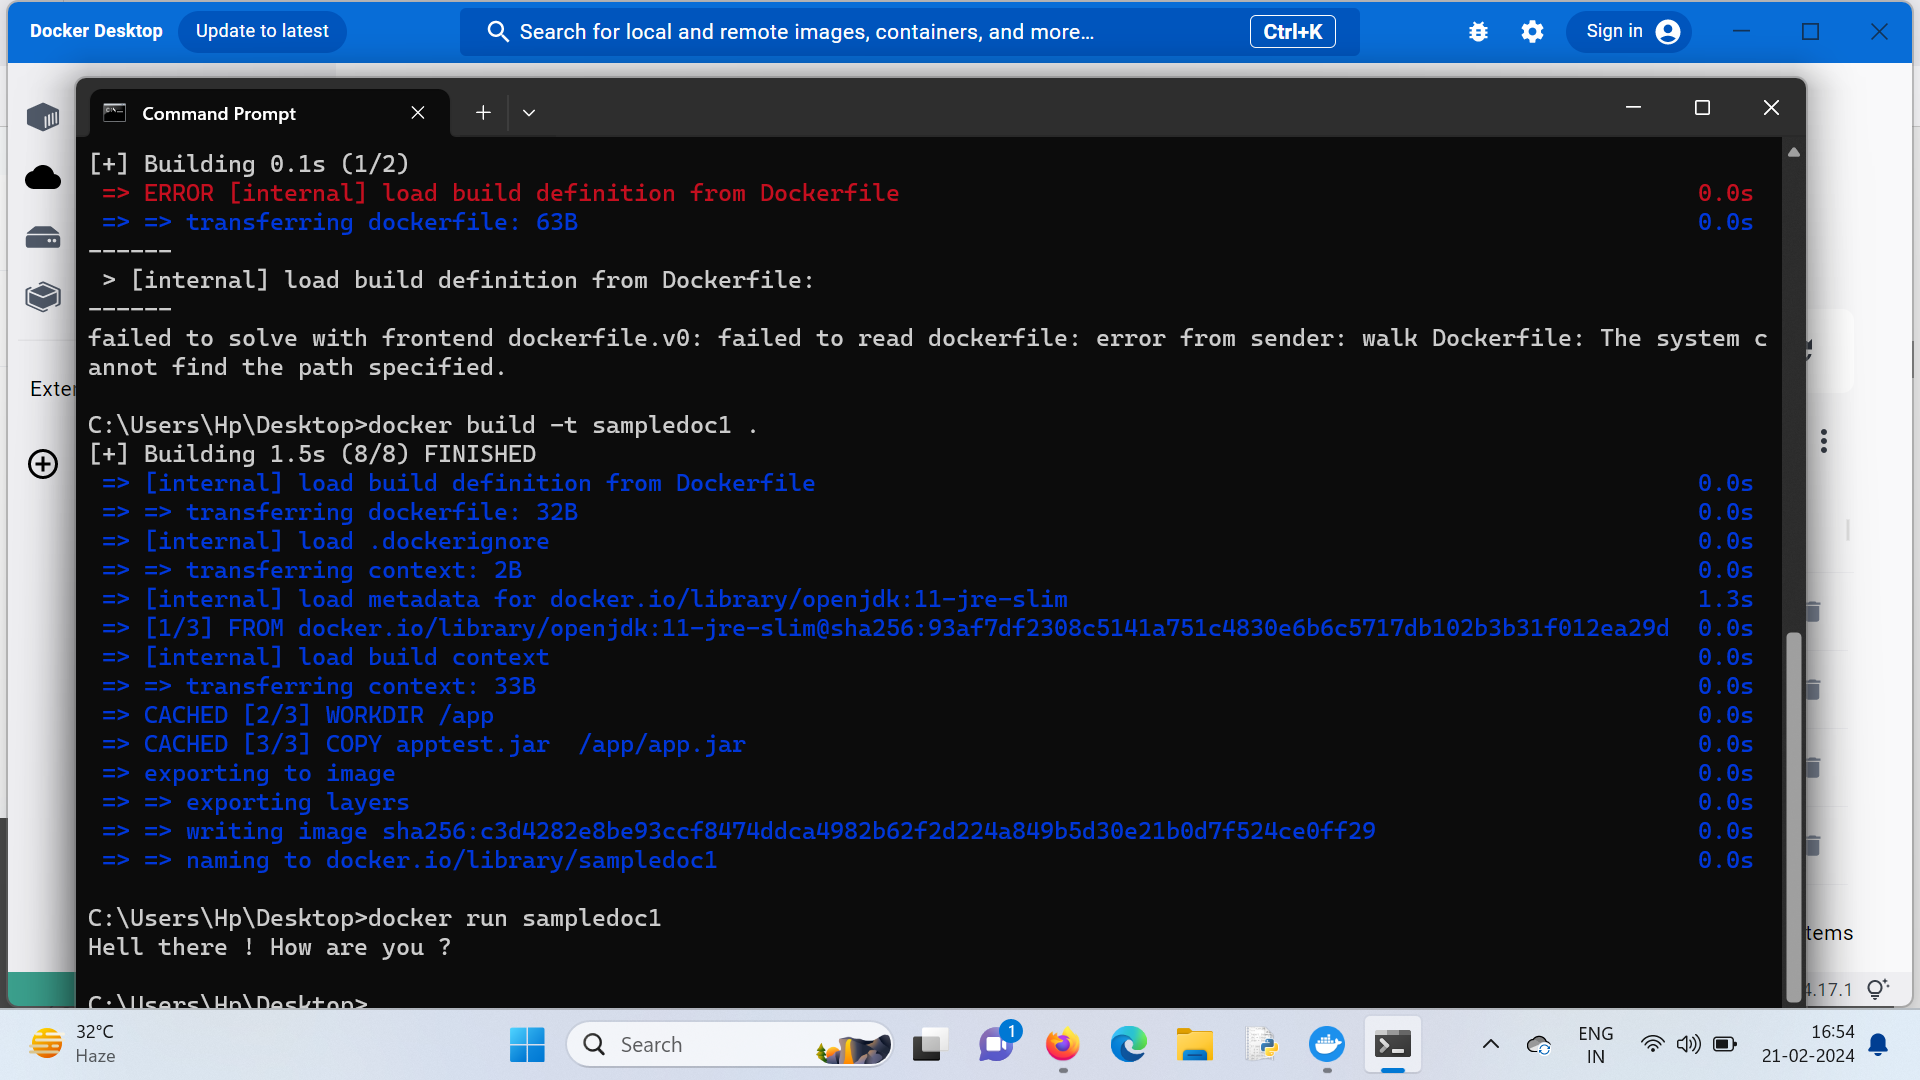 Docker Desktop Update to latest Search for local and remote images, containers, and more... Ctrl+K Sign in
Command Prompt
[+] Building 0.1s (1/2)
=> ERROR [internal] load build definition from Dockerfile 0.0s
=> => transferring dockerfile: 63B 0.0s
------
> [internal] load build definition from Dockerfile:
------
failed to solve with frontend dockerfile.v0: failed to read dockerfile: error from sender: walk Dockerfile: The system c
annot find the path specified.
Exter
C:\Users\Hp\Desktop>docker build -t sampledoc1 .
[+] Building 1.5s (8/8) FINISHED
=> [internal] load build definition from Dockerfile 0.0s
=> => transferring dockerfile: 32B 0.0s
=> [internal] load .dockerignore 0.0s
=> => transferring context: 2B 0.0s
=> [internal] load metadata for docker.io/library/openjdk:11-jre-slim 1.3s
=> [1/3] FROM docker.io/library/openjdk:11-jre-slim@sha256:93af7df2308c5141a751c4830e6b6c5717db102b3b31f012ea29d 0.0s
=> [internal] load build context 0.0s
=> => transferring context: 33B 0.0s
=> CACHED [2/3] WORKDIR /app 0.0s
=> CACHED [3/3] COPY apptest.jar  /app/app.jar 0.0s
=> exporting to image 0.0s
=> => exporting layers 0.0s
=> => writing image sha256:c3d4282e8be93ccf8474ddca4982b62f2d224a849b5d30e21b0d7f524ce0ff29 0.0s
=> => naming to docker.io/library/sampledoc1 0.0s
C:\Users\Hp\Desktop>docker run sampledoc1
tems
Hell there ! How are you ?
4.17.1
C:\Users\Hp\Desktop>
32°C
Haze
Search
1
ENG
IN
16:54
21-02-2024